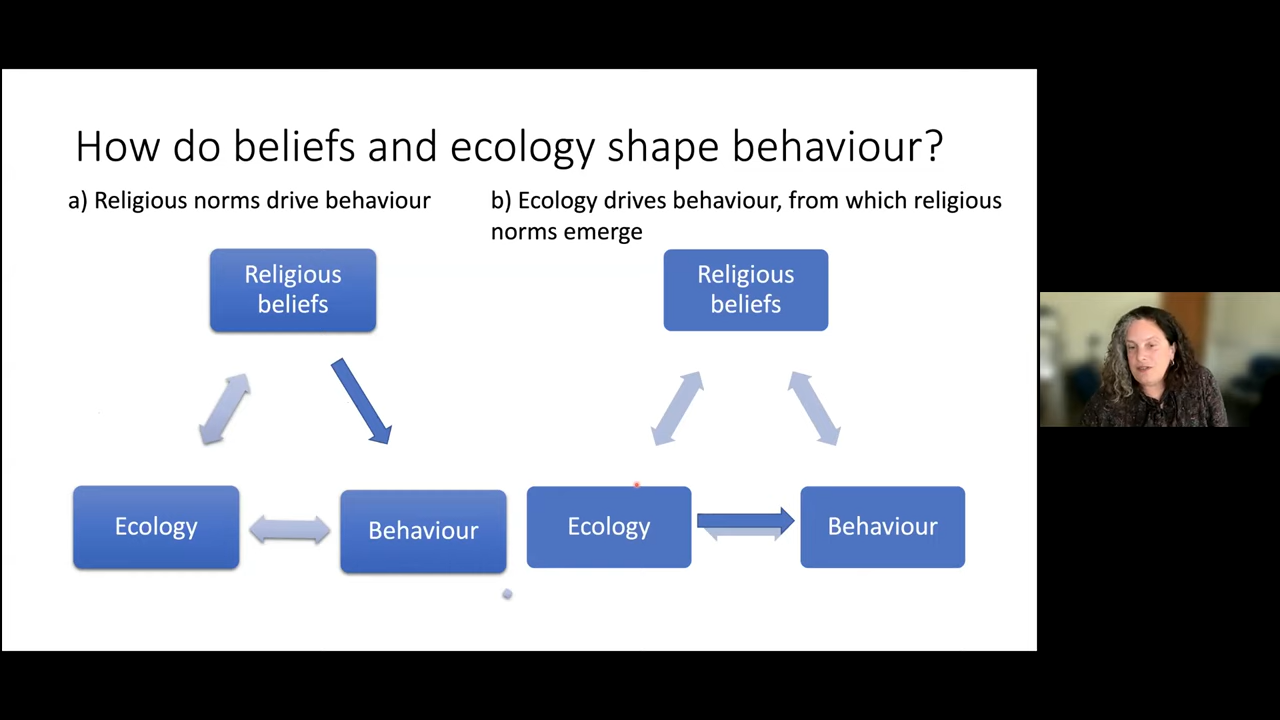 How do beliefs and ecology shape behaviour?
a) Religious norms drive behaviour
b) Ecology drives behaviour, from which religious
norms emerge
Religious
beliefs
Ecology
Behaviour
Religious
beliefs
Ecology
Behaviour